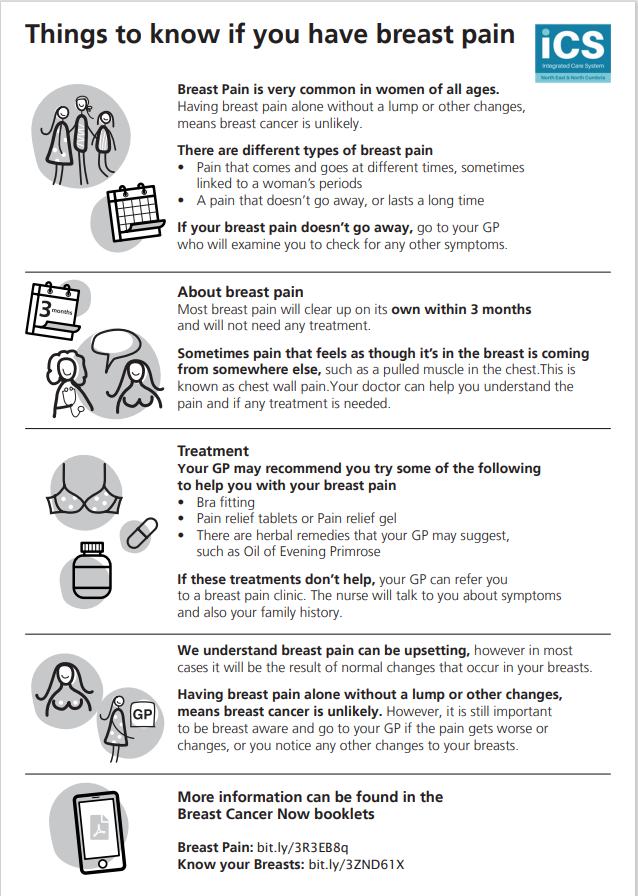 Things to know if you have breast pain
iCS
Integrated Care System
North East & North Cumbria
Breast Pain is very common in women of all ages.
Having breast pain alone without a lump or other changes,
means breast cancer is unlikely.
There are different types of breast pain
• Pain that comes and goes at different times, sometimes
linked to a woman's periods
• A pain that doesn't go away, or lasts a long time
If your breast pain doesn't go away, go to your GP
who will examine you to check for any other symptoms.
3 months
About breast pain
Most breast pain will clear up on its own within 3 months
and will not need any treatment.
Sometimes pain that feels as though it's in the breast is coming
from somewhere else, such as a pulled muscle in the chest.This is
known as chest wall pain.Your doctor can help you understand the
pain and if any treatment is needed.
Treatment
Your GP may recommend you try some of the following
to help you with your breast pain
• Bra fitting
• Pain relief tablets or Pain relief gel
• There are herbal remedies that your GP may suggest,
such as Oil of Evening Primrose
If these treatments don't help, your GP can refer you
to a breast pain clinic. The nurse will talk to you about symptoms
and also your family history.
We understand breast pain can be upsetting, however in most
cases it will be the result of normal changes that occur in your breasts.
GP
Having breast pain alone without a lump or other changes,
means breast cancer is unlikely. However, it is still important
to be breast aware and go to your GP if the pain gets worse or
changes, or you notice any other changes to your breasts.
More information can be found in the
Breast Cancer Now booklets
Breast Pain: bit.ly/3R3EB8q
Know your Breasts: bit.ly/3ZND61X